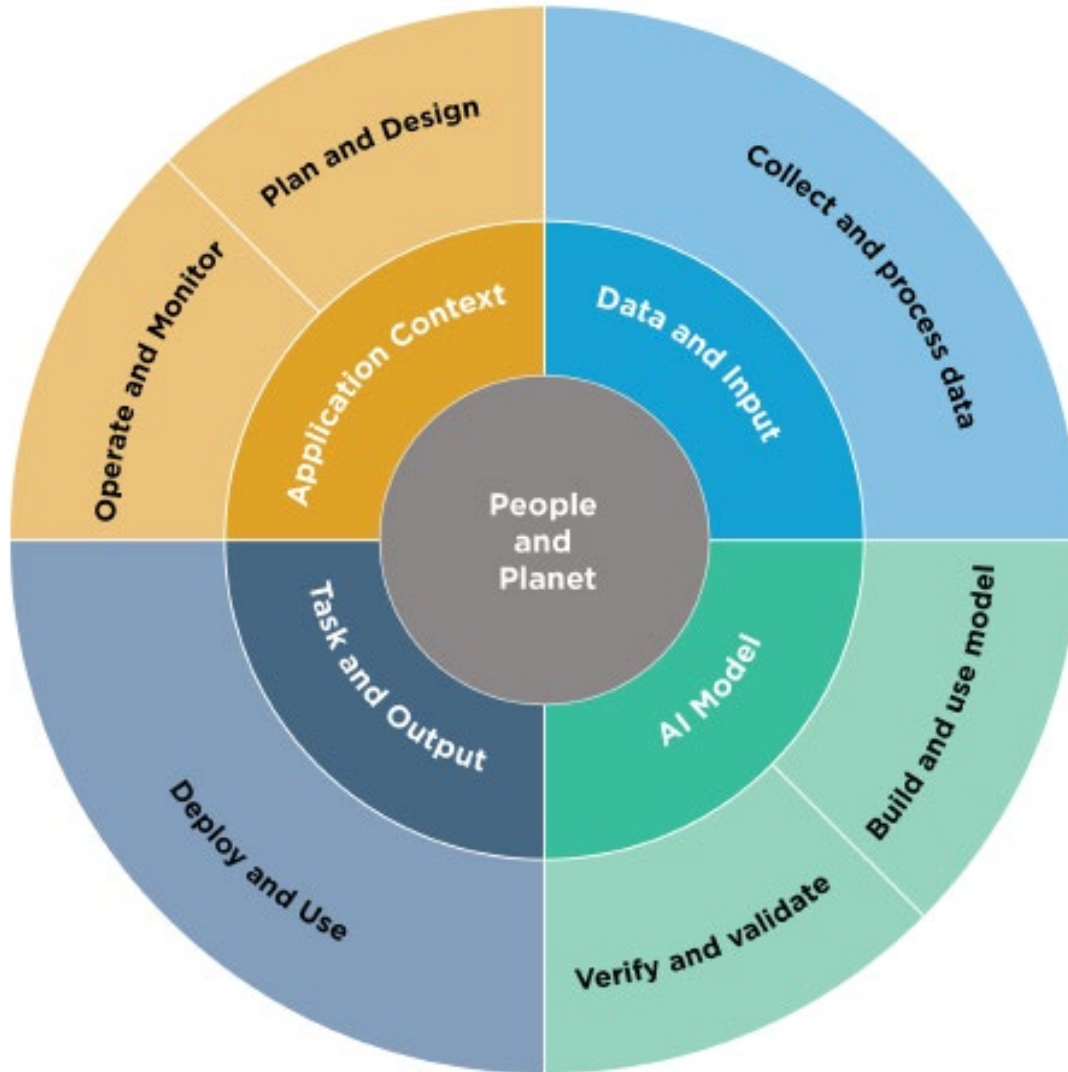 Plan and Design
Collect and process data
Operate and Monitor
Application Context
Data and Input
People
and
Planet
Task and Output
AI Model
Build and use model
Deploy and Use
Verify and validate